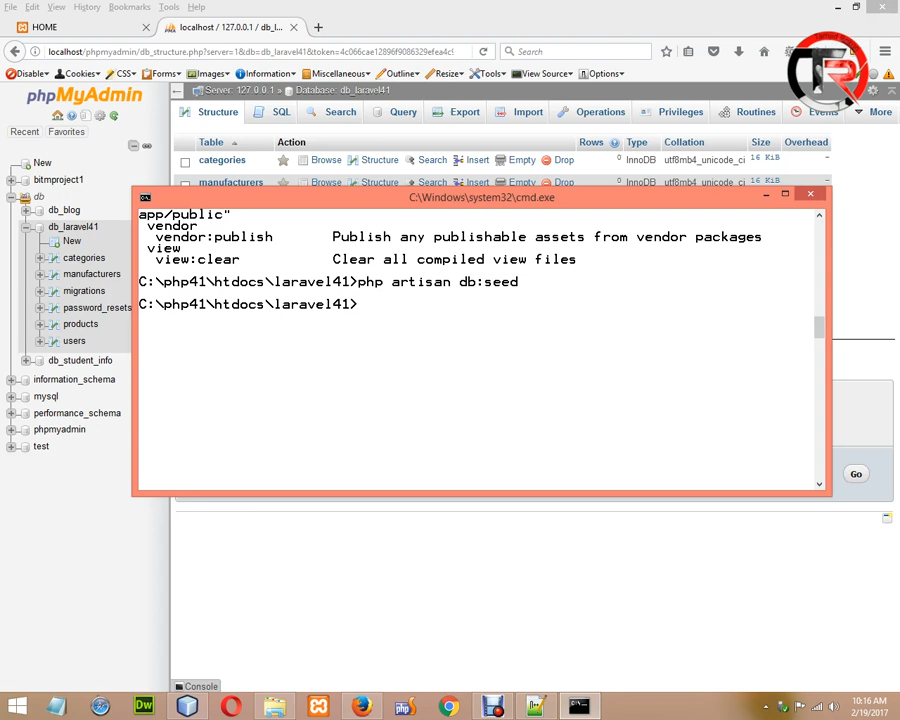 File Edit View History Bookmarks Tools Help
HOME
localhost / 127.0.0.1 / db_l...
localhost/phpmyadmin/db_structure.php?server=1&db=db_laravel41&token=4c066cae12896f9086329efea4c9
Search
Disable Cookies CSS Forms Images Information Miscellaneous Outline Resize Tools View Source Options
phpMyAdmin
Recent Favorites
New
bitmproject1
db
db_blog
db_laravel41
New
categories
manufacturers
migrations
password_resets
products
users
db_student_info
information_schema
mysql
performance_schema
phpmyadmin
test
Server: 127.0.0.1 » Database: db_laravel41
Structure SQL Search Query Export Import Operations Privileges Routines Events More
Table Action Rows Type Collation Size Overhead
categories Browse Structure Search Insert Empty Drop 0 InnoDB utf8mb4_unicode_ci 16 KiB -
manufacturers Browse Structure Search Insert Empty Drop 0 InnoDB utf8mb4_unicode_ci 16 KiB -
C:\Windows\system32\cmd.exe
app/public"
vendor
vendor:publish Publish any publishable assets from vendor packages
view
view:clear Clear all compiled view files
C:\php41\htdocs\laravel41>php artisan db:seed
C:\php41\htdocs\laravel41>
Go
Console
Dw
php
10:16 AM
2/19/2017